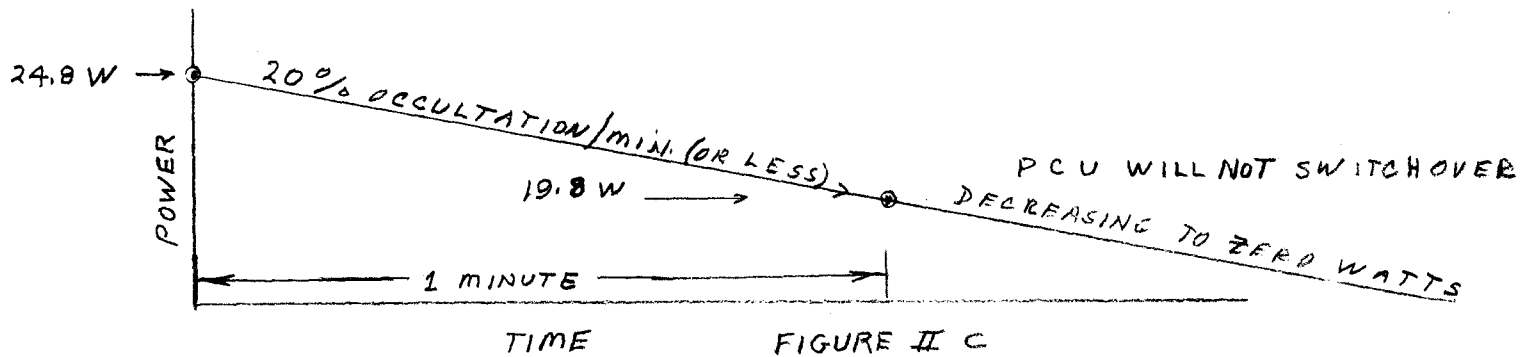 24.8 W
20% OCCULTATION/MIN. (OR LESS)
POWER
19.8 W
PCU WILL NOT SWITCHOVER
DECREASING TO ZERO WATTS
1 MINUTE
TIME
FIGURE II C